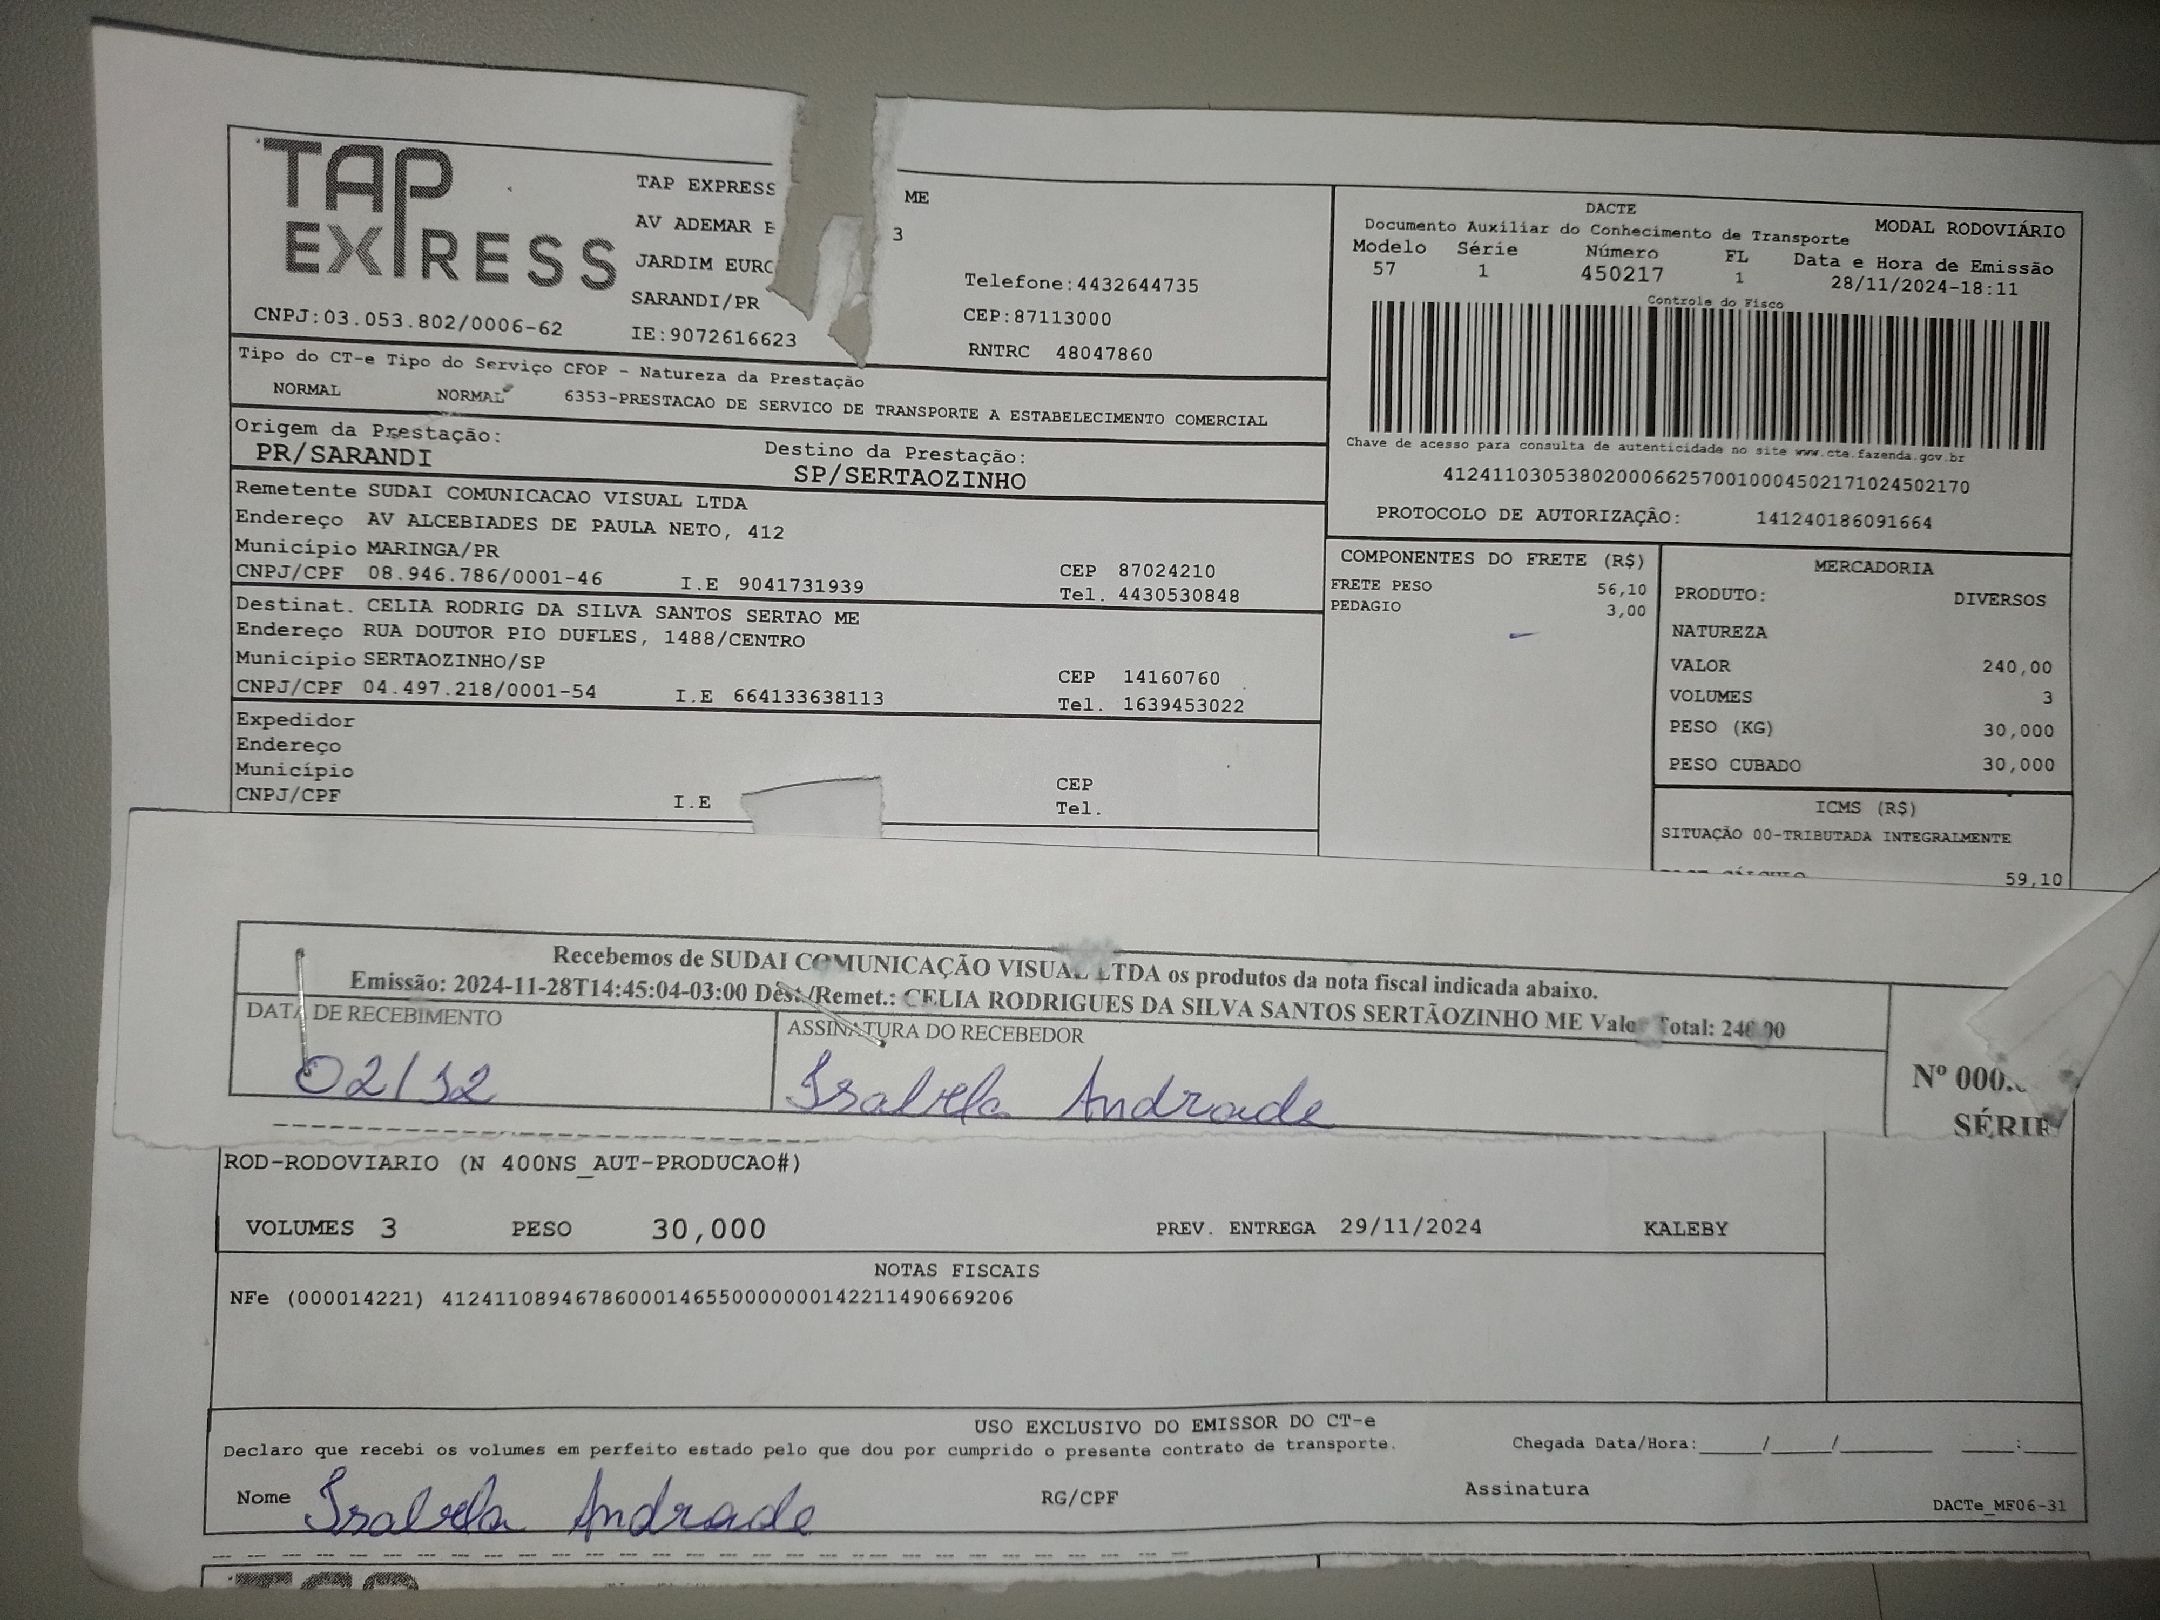 TAP EXPRESS
TAP EXPRESS ME
AV ADEMAR 3
JARDIM
SARANDI/PR Telefone:4432644735
CNPJ:03.053.802/0006-62 IE:9072616623 CEP:87113000
RNTRC 48047860
DACTE MODAL RODOVIÁRIO
Documento Auxiliar do Conhecimento de Transporte
Modelo Série Número FL Data e Hora de Emissão
57 1 450217 1 28/11/2024-18:11
Controle do Fisco
Chave de acesso para consulta de autenticidade no site www.cte.fazenda.gov.br
41241103053802000662570010004502171024502170
PROTOCOLO DE AUTORIZAÇÃO: 141240186091664
Tipo do CT-e Tipo do Serviço CFOP - Natureza da Prestação
NORMAL NORMAL 6353-PRESTACAO DE SERVICO DE TRANSPORTE A ESTABELECIMENTO COMERCIAL
Origem da Prestação: Destino da Prestação:
PR/SARANDI SP/SERTAOZINHO
Remetente SUDAI COMUNICACAO VISUAL LTDA
Endereço AV ALCEBIADES DE PAULA NETO, 412
Município MARINGA/PR CEP 87024210
CNPJ/CPF 08.946.786/0001-46 I.E 9041731939 Tel. 4430530848
Destinat. CELIA RODRIG DA SILVA SANTOS SERTAO ME
Endereço RUA DOUTOR PIO DUFLES, 1488/CENTRO
Município SERTAOZINHO/SP CEP 14160760
CNPJ/CPF 04.497.218/0001-54 I.E 664133638113 Tel. 1639453022
Expedidor
Endereço
Município CEP
CNPJ/CPF I.E Tel.
COMPONENTES DO FRETE (R$)
FRETE PESO 56,10
PEDAGIO 3,00
MERCADORIA
PRODUTO: DIVERSOS
NATUREZA
VALOR 240,00
VOLUMES 3
PESO (KG) 30,000
PESO CUBADO 30,000
ICMS (R$)
SITUAÇÃO 00-TRIBUTADA INTEGRALMENTE
59,10
Recebemos de SUDAI COMUNICAÇÃO VISUAL LTDA os produtos da nota fiscal indicada abaixo.
Emissão: 2024-11-28T14:45:04-03:00 Dest./Remet.: CELIA RODRIGUES DA SILVA SANTOS SERTÃOZINHO ME Valor Total: 240.00
DATA DE RECEBIMENTO ASSINATURA DO RECEBEDOR
02/12 Isabela Andrade
Nº 000.
SÉRIE
ROD-RODOVIARIO (N 400NS_AUT-PRODUCAO#)
VOLUMES 3 PESO 30,000 PREV. ENTREGA 29/11/2024 KALEBY
NOTAS FISCAIS
NFe (000014221) 41241108946786000146550000000142211490669206
USO EXCLUSIVO DO EMISSOR DO CT-e
Declaro que recebi os volumes em perfeito estado pelo que dou por cumprido o presente contrato de transporte. Chegada Data/Hora:_____/_____/_______ ____:____
Nome Isabela Andrade RG/CPF Assinatura
DACTe_MF06-31